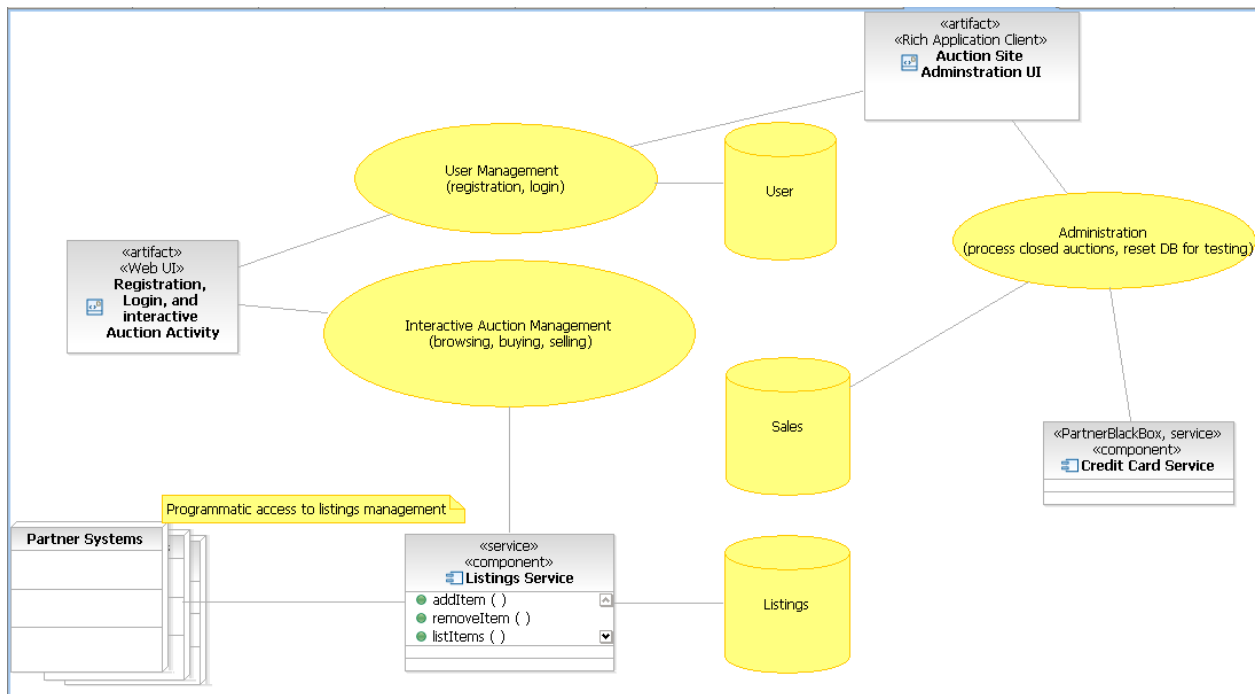 «artifact»
«Rich Application Client»
Auction Site
Adminstration UI
User Management
(registration, login)
User
Administration
(process closed auctions, reset DB for testing)
«artifact»
«Web UI»
Registration,
Login, and
interactive
Auction Activity
Interactive Auction Management
(browsing, buying, selling)
Sales
«PartnerBlackBox, service»
«component»
Credit Card Service
Programmatic access to listings management
Partner Systems
«service»
«component»
Listings Service
addItem ( )
removeItem ( )
listItems ( )
Listings